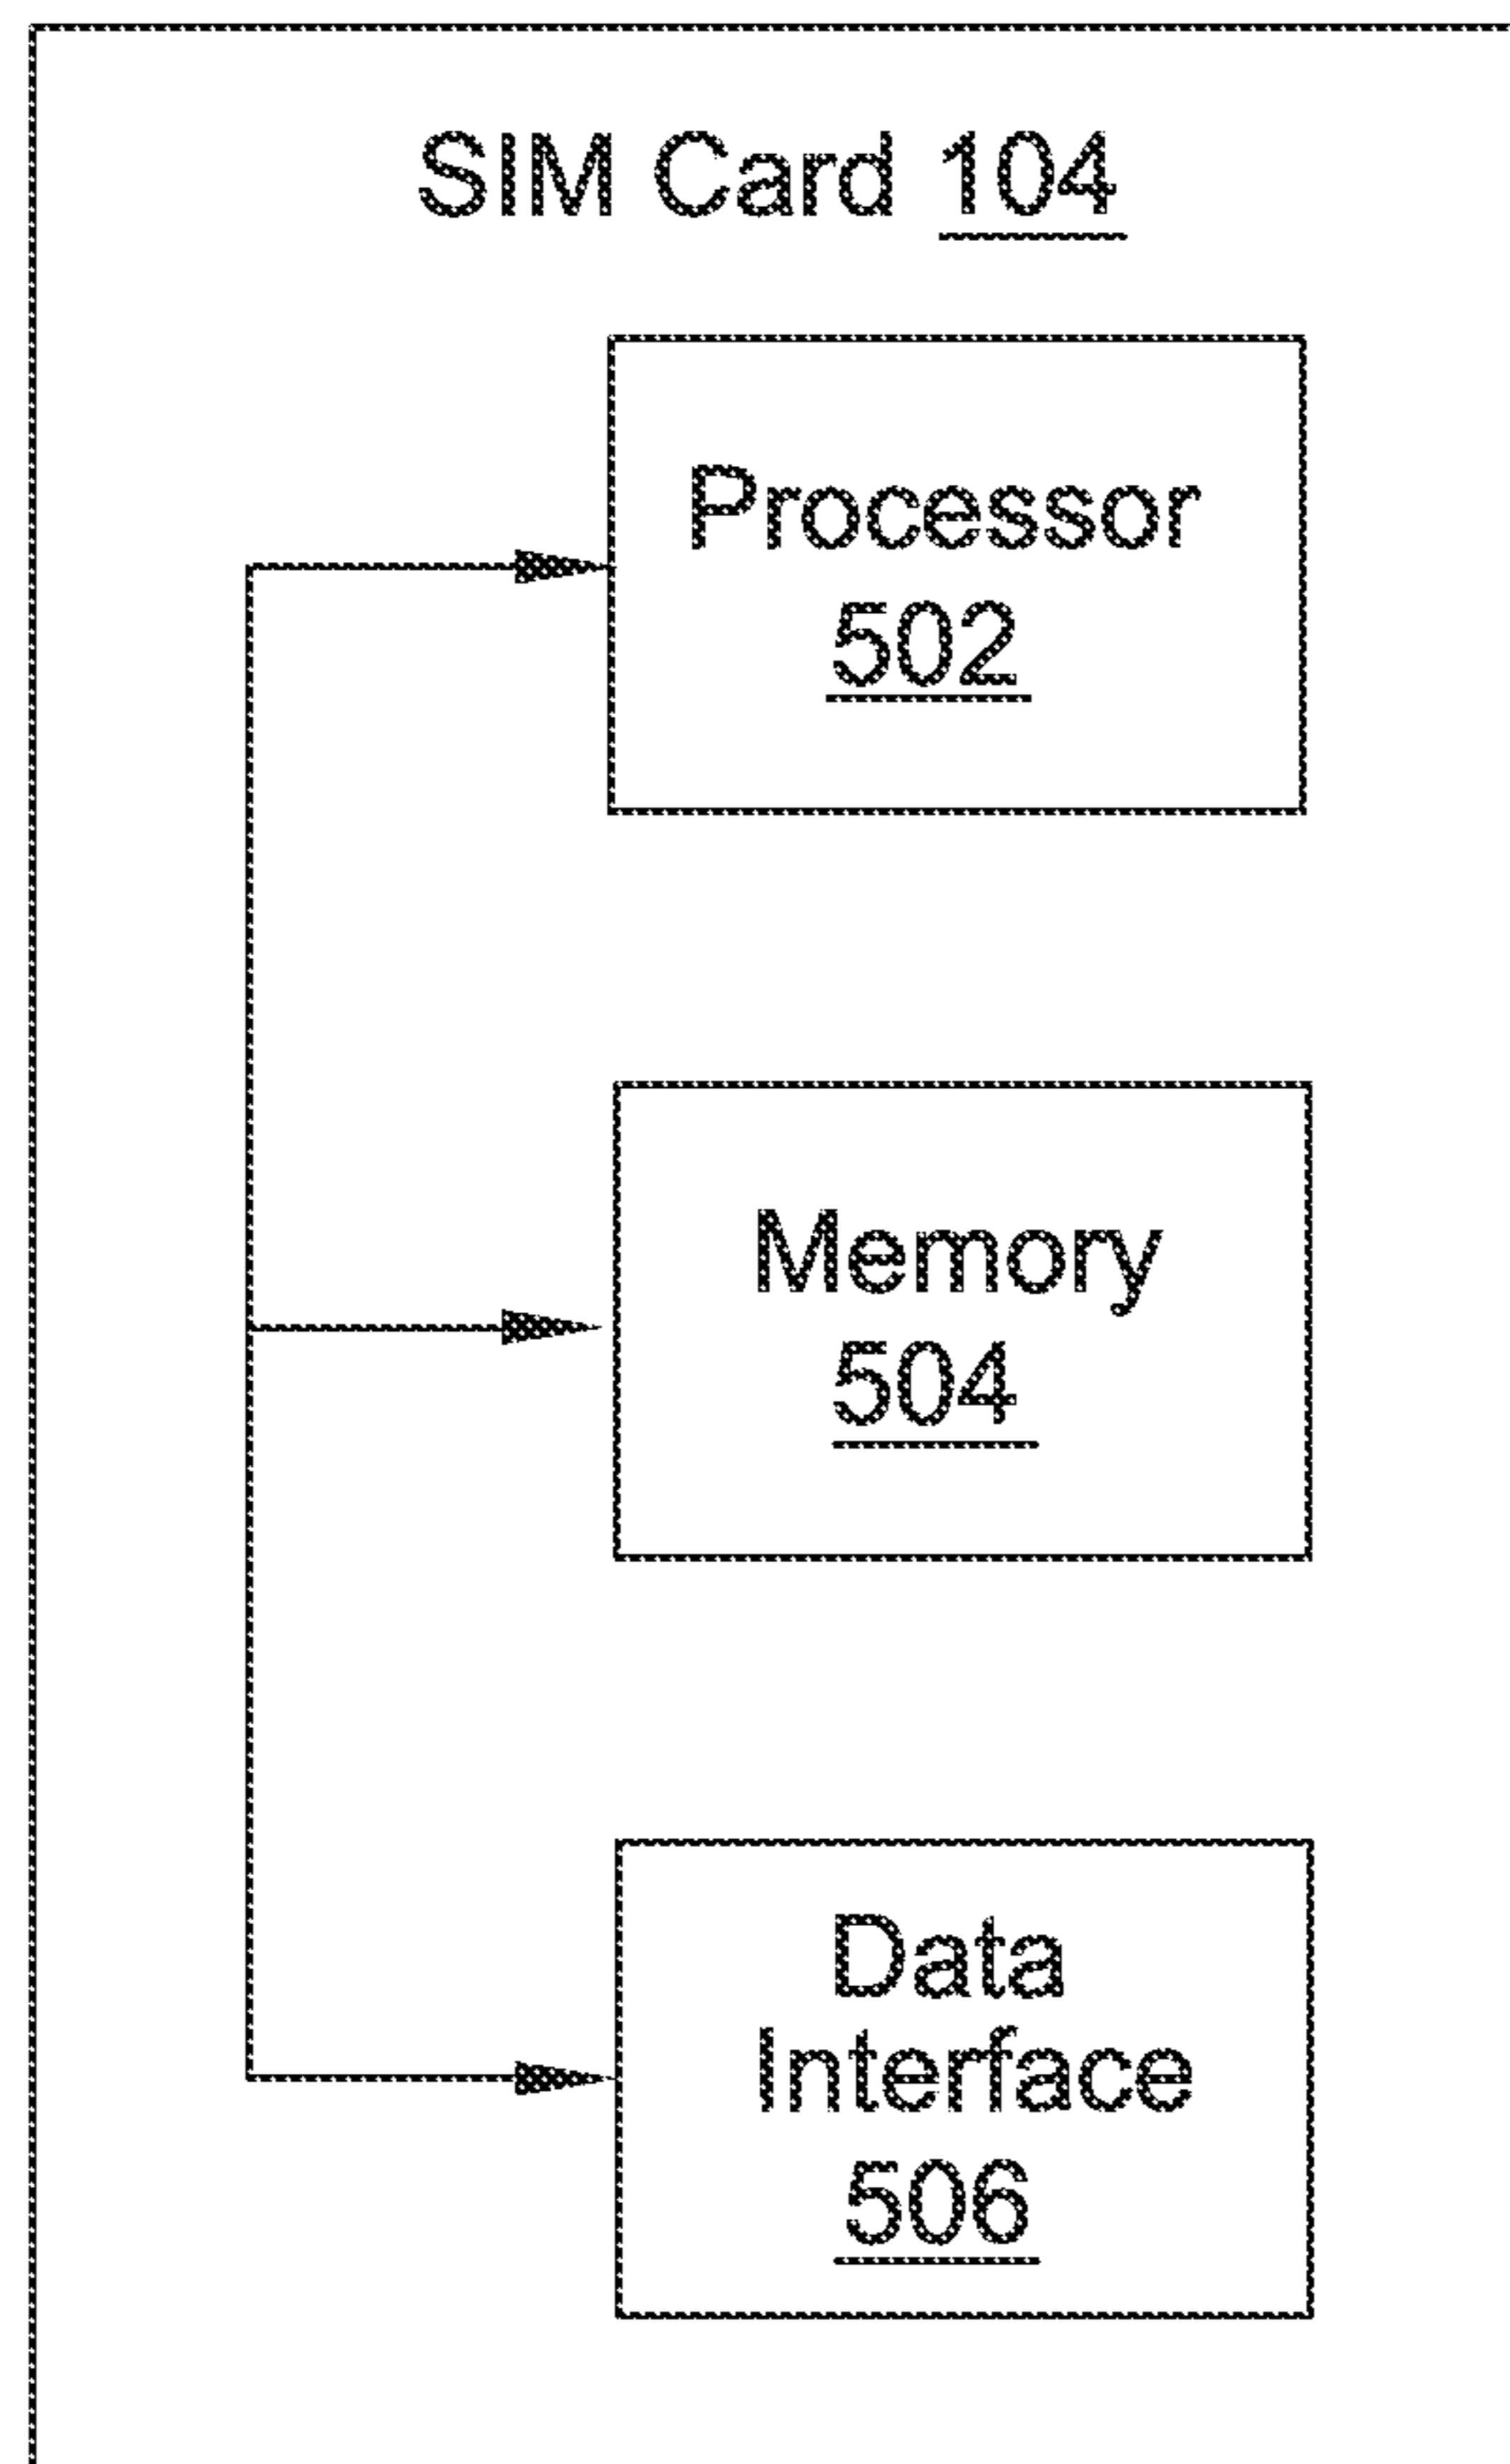 SIM Card 104
Processor
502
Memory
504
Data
Interface
506